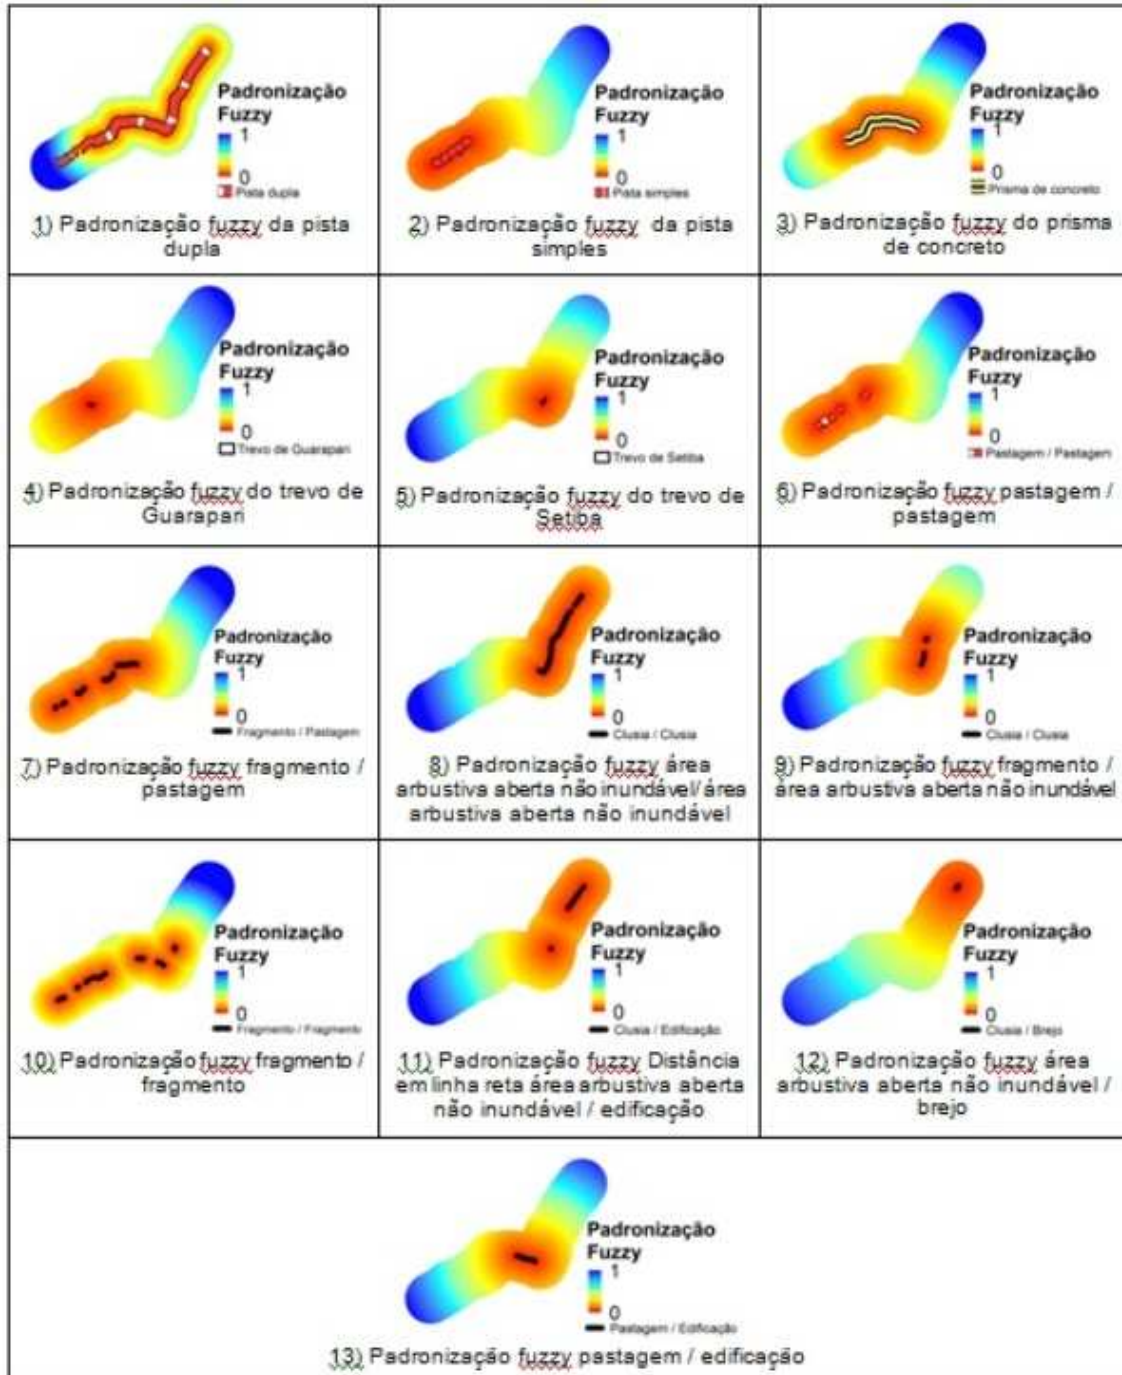 Padronização
Fuzzy
1
0
Pista dupla
1) Padronização fuzzy da pista
dupla
Padronização
Fuzzy
1
0
Pista simples
2) Padronização fuzzy da pista
simples
Padronização
Fuzzy
1
0
Prisma de concreto
3) Padronização fuzzy do prisma
de concreto
Padronização
Fuzzy
1
0
Trevo de Guarapari
4) Padronização fuzzy do trevo de
Guarapari
Padronização
Fuzzy
1
0
Trevo de Setiba
5) Padronização fuzzy do trevo de
Setiba
Padronização
Fuzzy
1
0
Pastagem / Pastagem
6) Padronização fuzzy pastagem /
pastagem
Padronização
Fuzzy
1
0
Fragmento / Pastagem
7) Padronização fuzzy fragmento /
pastagem
Padronização
Fuzzy
1
0
Clusia / Clusia
8) Padronização fuzzy área
arbustiva aberta não inundável/ área
arbustiva aberta não inundável
Padronização
Fuzzy
1
0
Clusia / Clusia
9) Padronização fuzzy fragmento /
área arbustiva aberta não inundável
Padronização
Fuzzy
1
0
Fragmento / Fragmento
10) Padronização fuzzy fragmento /
fragmento
Padronização
Fuzzy
1
0
Clusia / Edificação
11) Padronização fuzzy Distância
em linha reta área arbustiva aberta
não inundável / edificação
Padronização
Fuzzy
1
0
Clusia / Brejo
12) Padronização fuzzy área
arbustiva aberta não inundável /
brejo
Padronização
Fuzzy
1
0
Pastagem / Edificação
13) Padronização fuzzy pastagem / edificação